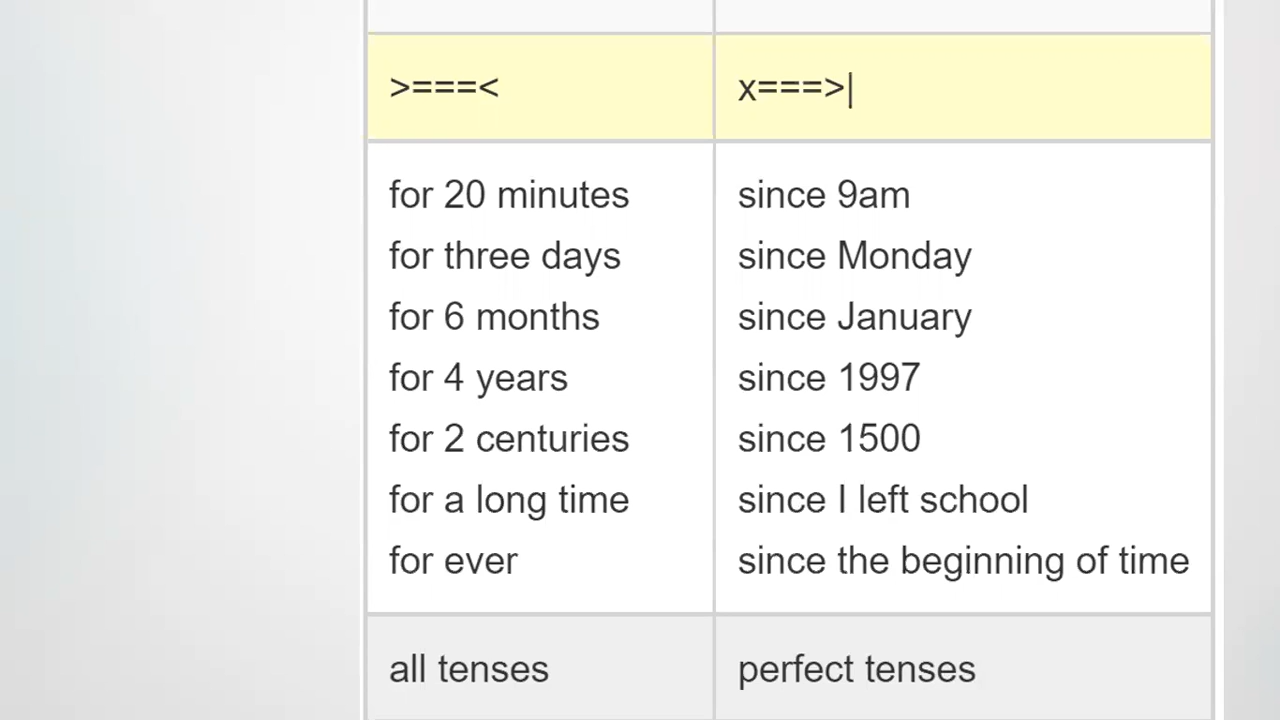 >===<
x===>|
for 20 minutes
for three days
for 6 months
for 4 years
for 2 centuries
for a long time
for ever
since 9am
since Monday
since January
since 1997
since 1500
since I left school
since the beginning of time
all tenses
perfect tenses